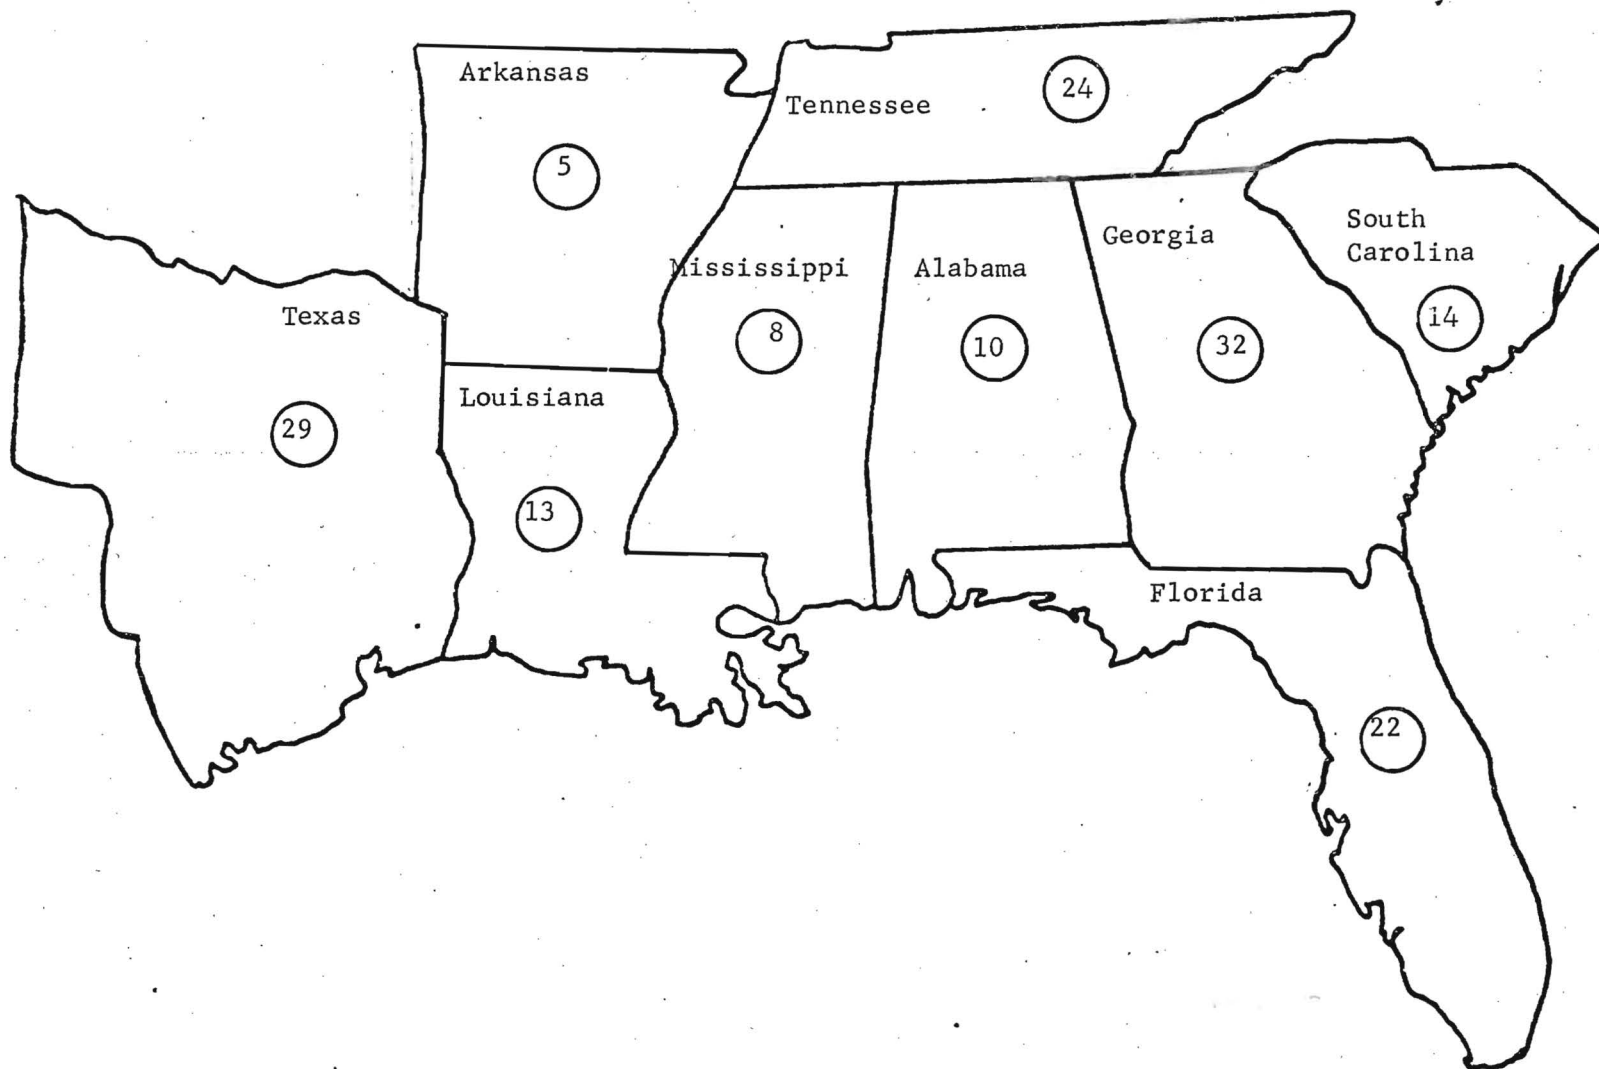 Arkansas
5
Tennessee
24
Texas
29
Louisiana
13
Mississippi
8
Alabama
10
Georgia
32
South
Carolina
14
Florida
22